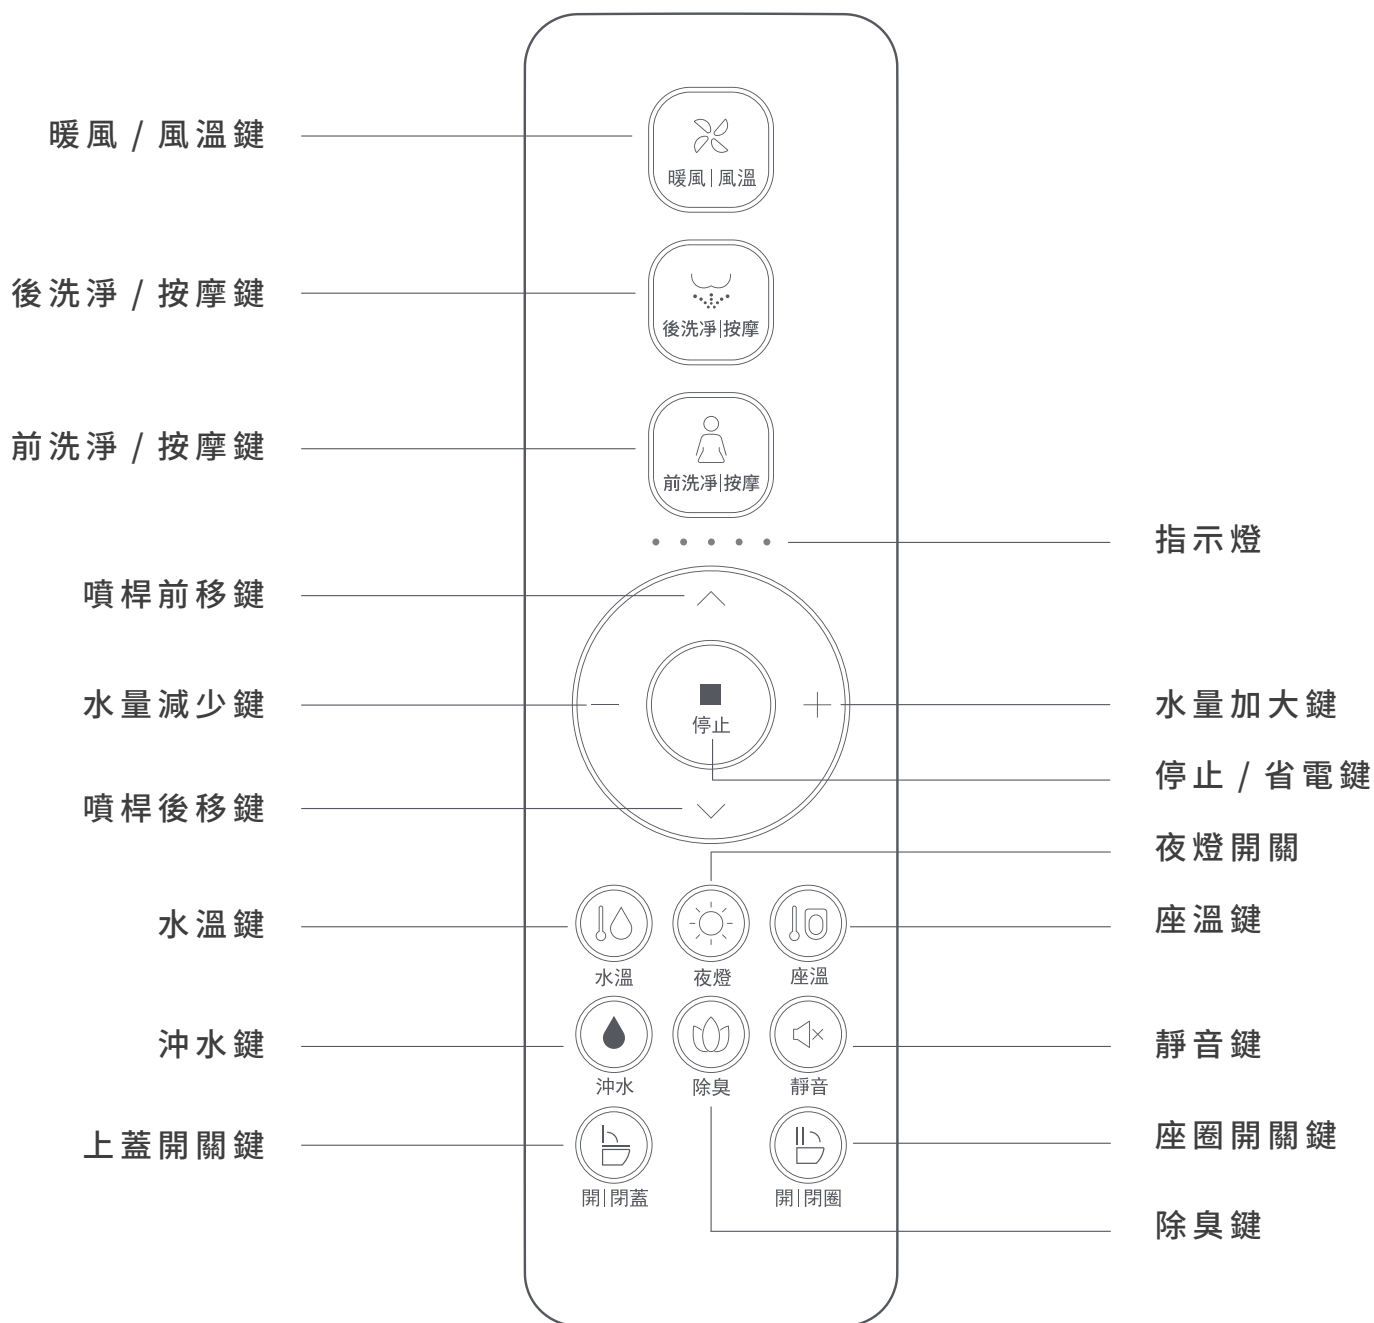 暖風 / 風溫鍵
暖風|風溫
後洗淨 / 按摩鍵
後洗淨|按摩
前洗淨 / 按摩鍵
前洗淨|按摩
指示燈
噴桿前移鍵
水量減少鍵
停止
水量加大鍵
停止 / 省電鍵
噴桿後移鍵
夜燈開關
水溫鍵
座溫鍵
水溫
夜燈
座溫
沖水鍵
靜音鍵
沖水
除臭
靜音
上蓋開關鍵
座圈開關鍵
開|閉蓋
開|閉圈
除臭鍵